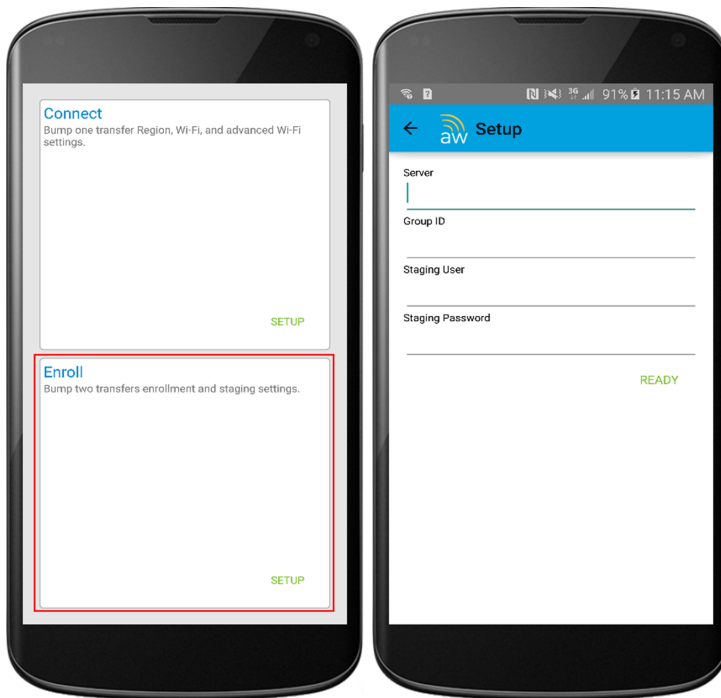 Connect
Bump one transfer Region, Wi-Fi, and advanced Wi-Fi
settings.
SETUP
Enroll
Bump two transfers enrollment and staging settings.
SETUP
3G 91% 11:15 AM
aw Setup
Server
Group ID
Staging User
Staging Password
READY